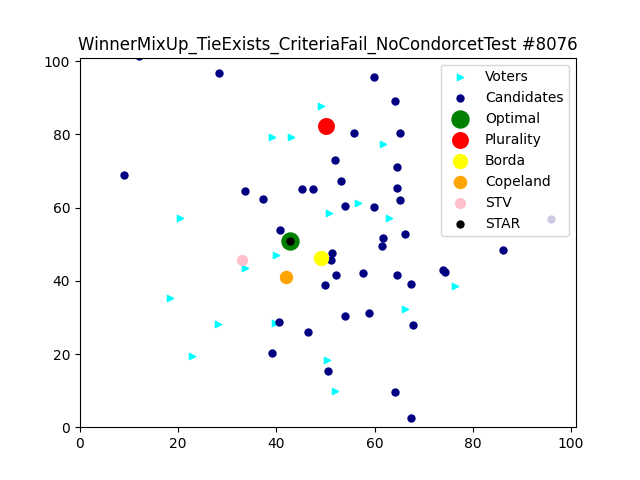 WinnerMixUp_TieExists_CriteriaFail_NoCondorcetTest #8076
100
80
60
40
20
0
0 20 40 60 80 100
Voters
Candidates
Optimal
Plurality
Borda
Copeland
STV
STAR